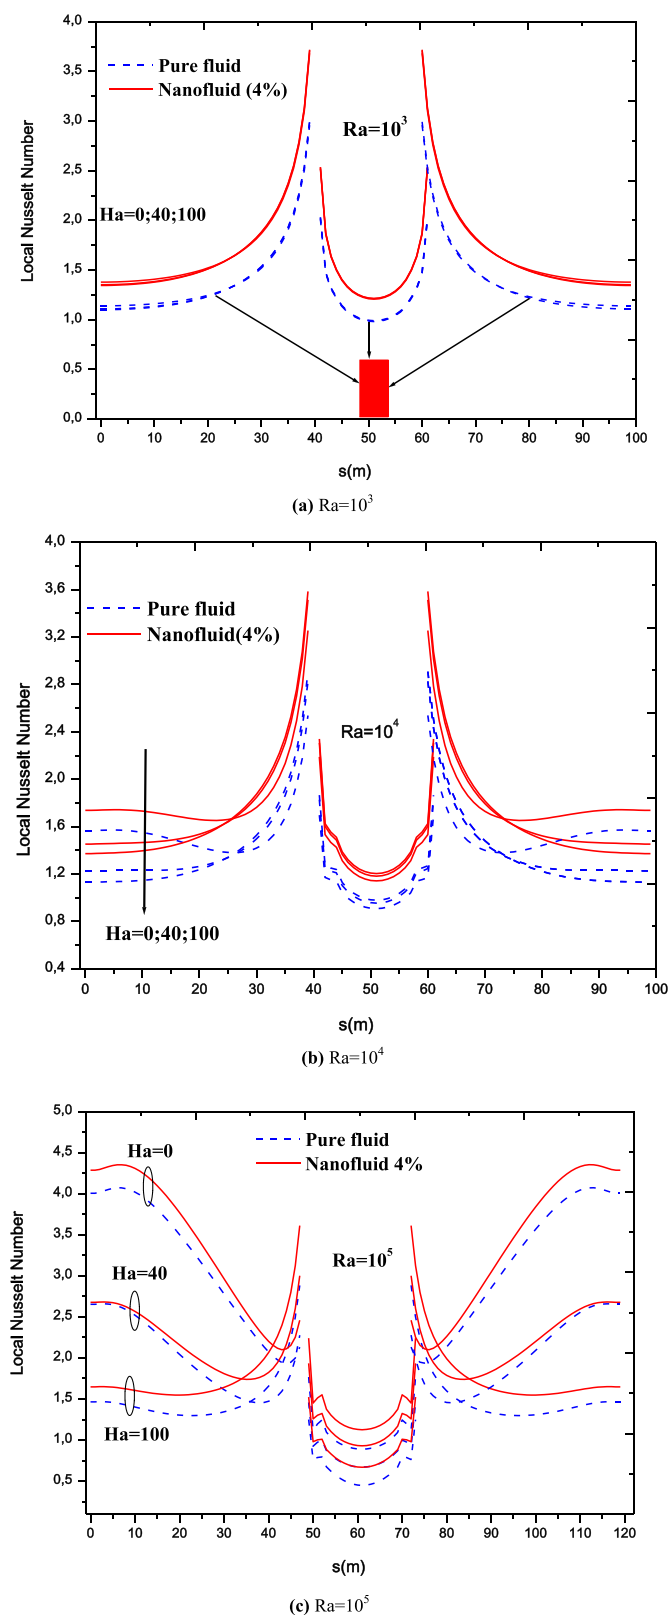 4,0
3,5
3,0
2,5
2,0
1,5
1,0
0,5
0,0
Local Nusselt Number
Pure fluid
Nanofluid (4%)
Ra=10³
Ha=0;40;100
0 10 20 30 40 50 60 70 80 90 100
s(m)
(a) Ra=10³
4,0
3,6
3,2
2,8
2,4
2,0
1,6
1,2
0,8
0,4
Local Nusselt Number
Pure fluid
Nanofluid(4%)
Ra=10⁴
Ha=0;40;100
0 10 20 30 40 50 60 70 80 90 100
s(m)
(b) Ra=10⁴
5,0
4,5
4,0
3,5
3,0
2,5
2,0
1,5
1,0
0,5
Local Nusselt Number
Pure fluid
Nanofluid 4%
Ha=0
Ra=10⁵
Ha=40
Ha=100
0 10 20 30 40 50 60 70 80 90 100 110 120
s(m)
(c) Ra=10⁵